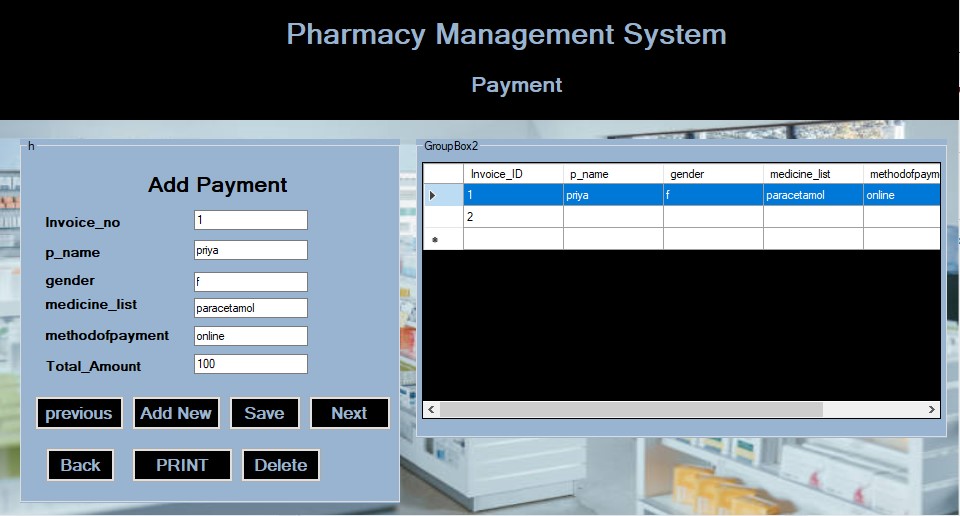 Pharmacy Management System
Payment
h
Add Payment
Invoice_no 1
p_name priya
gender f
medicine_list paracetamol
methodofpayment online
Total_Amount 100
previous Add New Save Next
Back PRINT Delete
GroupBox2
Invoice_ID p_name gender medicine_list methodofpaym
1 priya f paracetamol online
2